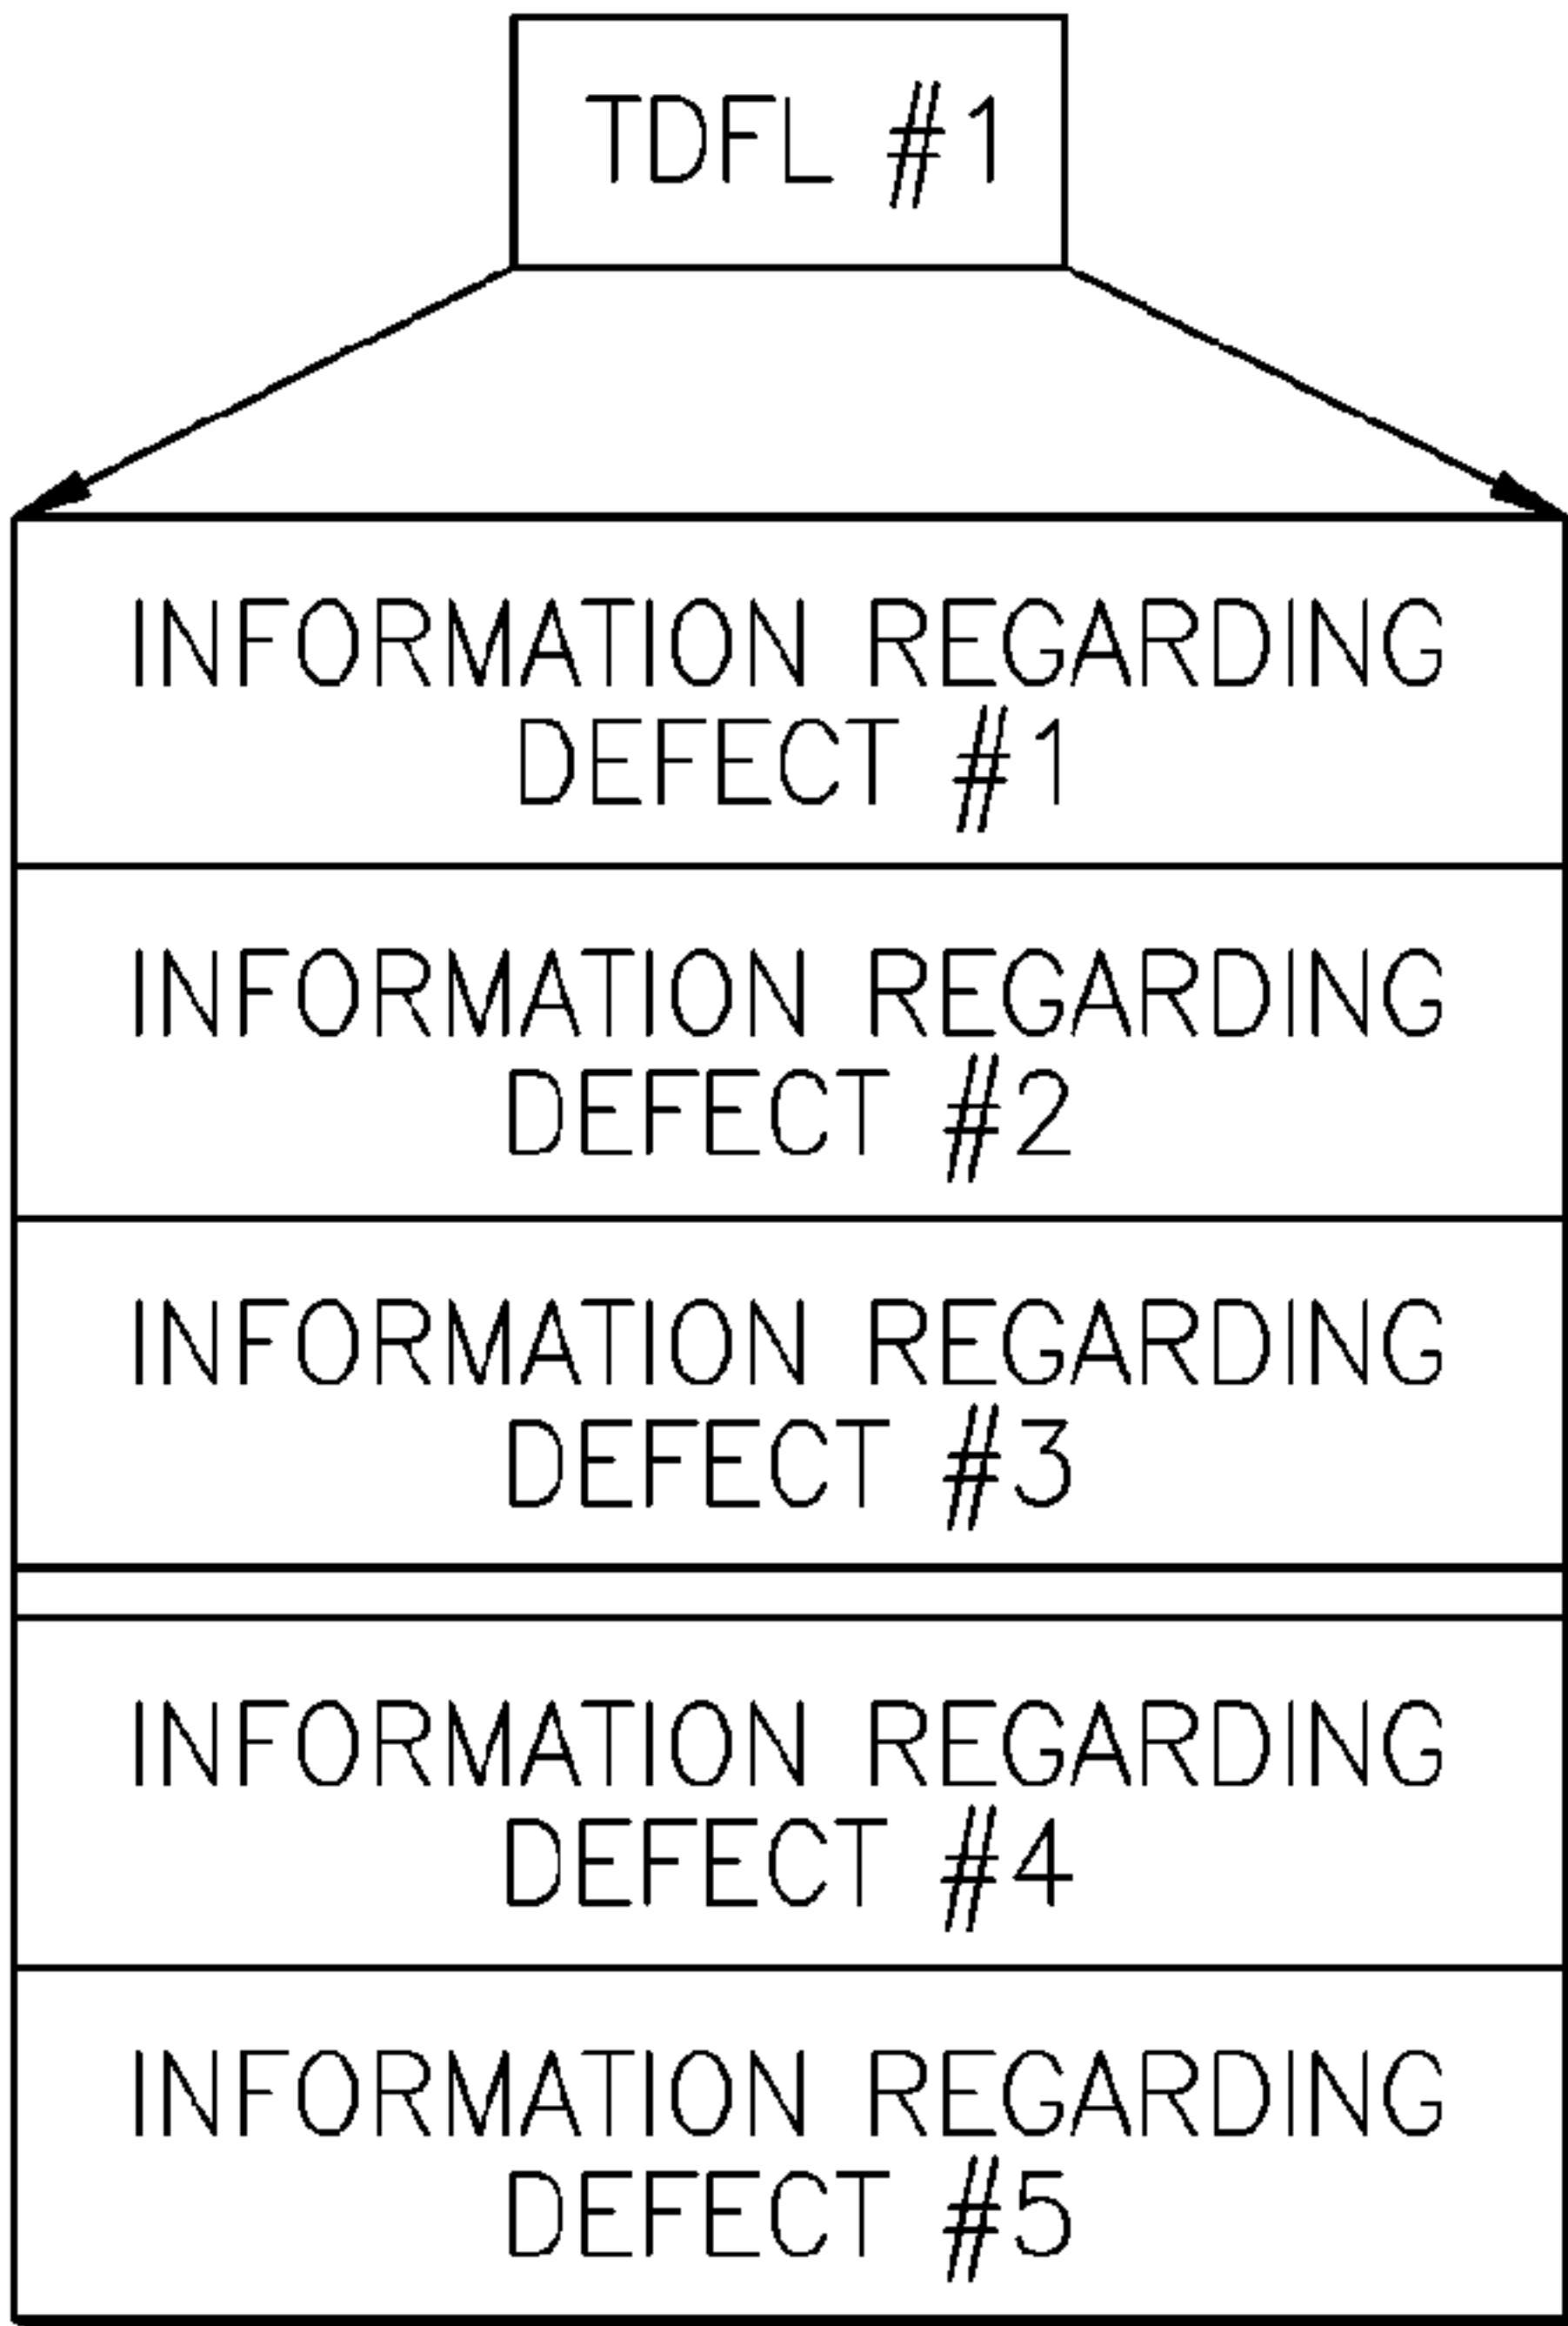 TDFL #1
INFORMATION REGARDING
DEFECT #1
INFORMATION REGARDING
DEFECT #2
INFORMATION REGARDING
DEFECT #3
INFORMATION REGARDING
DEFECT #4
INFORMATION REGARDING
DEFECT #5